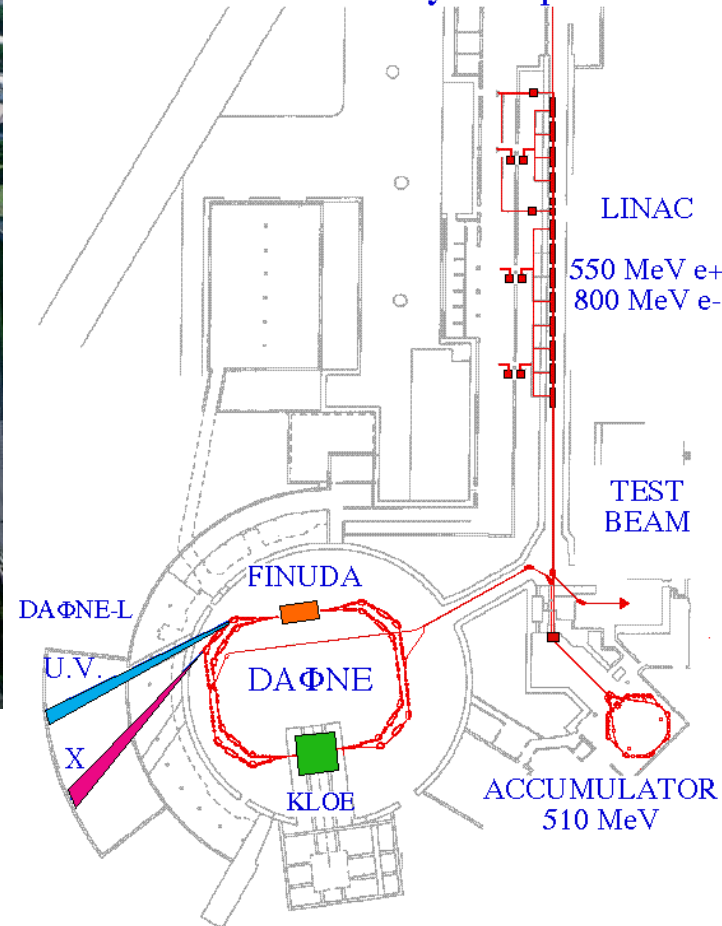 LINAC
550 MeV e+
800 MeV e-
TEST
BEAM
FINUDA
DAΦNE-L
U.V.
DAΦNE
X
KLOE
ACCUMULATOR
510 MeV